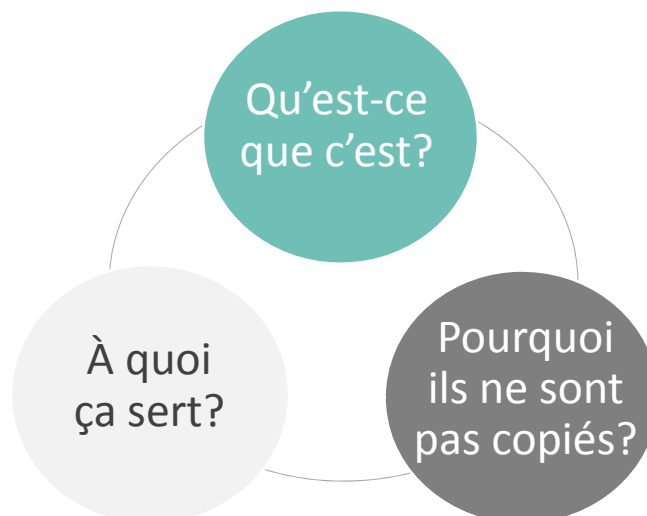 Qu’est-ce
que c’est?
À quoi
ça sert?
Pourquoi
ils ne sont
pas copiés?